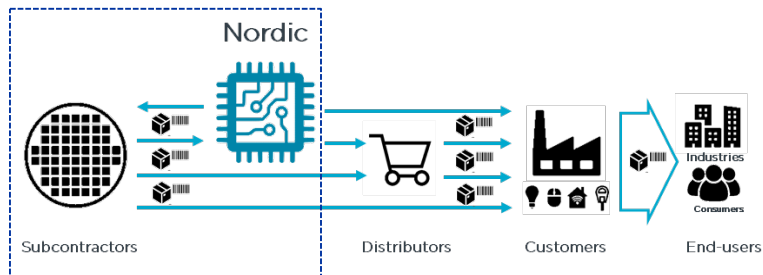 Nordic
Industries
Consumers
Subcontractors
Distributors
Customers
End-users